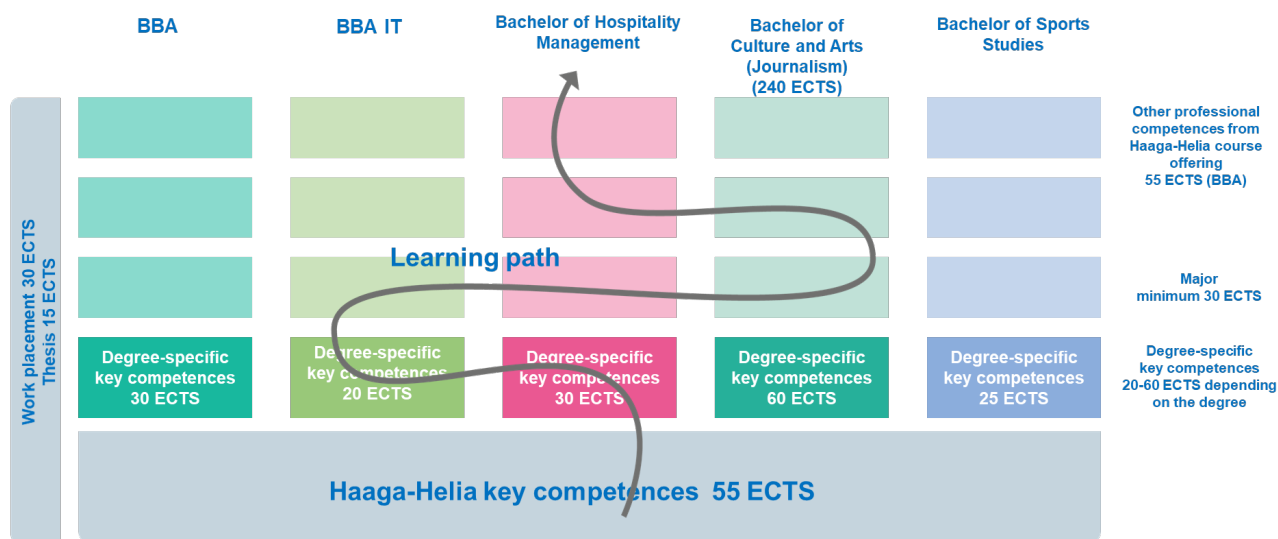 BBA
BBA IT
Bachelor of Hospitality
Management
Bachelor of
Culture and Arts
(Journalism)
(240 ECTS)
Bachelor of Sports
Studies
Other professional
competences from
Haaga-Helia course
offering
55 ECTS (BBA)
Work placement 30 ECTS
Thesis 15 ECTS
Learning path
Major
minimum 30 ECTS
Degree-specific
key competences
30 ECTS
Degree-specific
key competences
20 ECTS
Degree-specific
key competences
30 ECTS
Degree-specific
key competences
60 ECTS
Degree-specific
key competences
25 ECTS
Degree-specific
key competences
20-60 ECTS depending
on the degree
Haaga-Helia key competences 55 ECTS